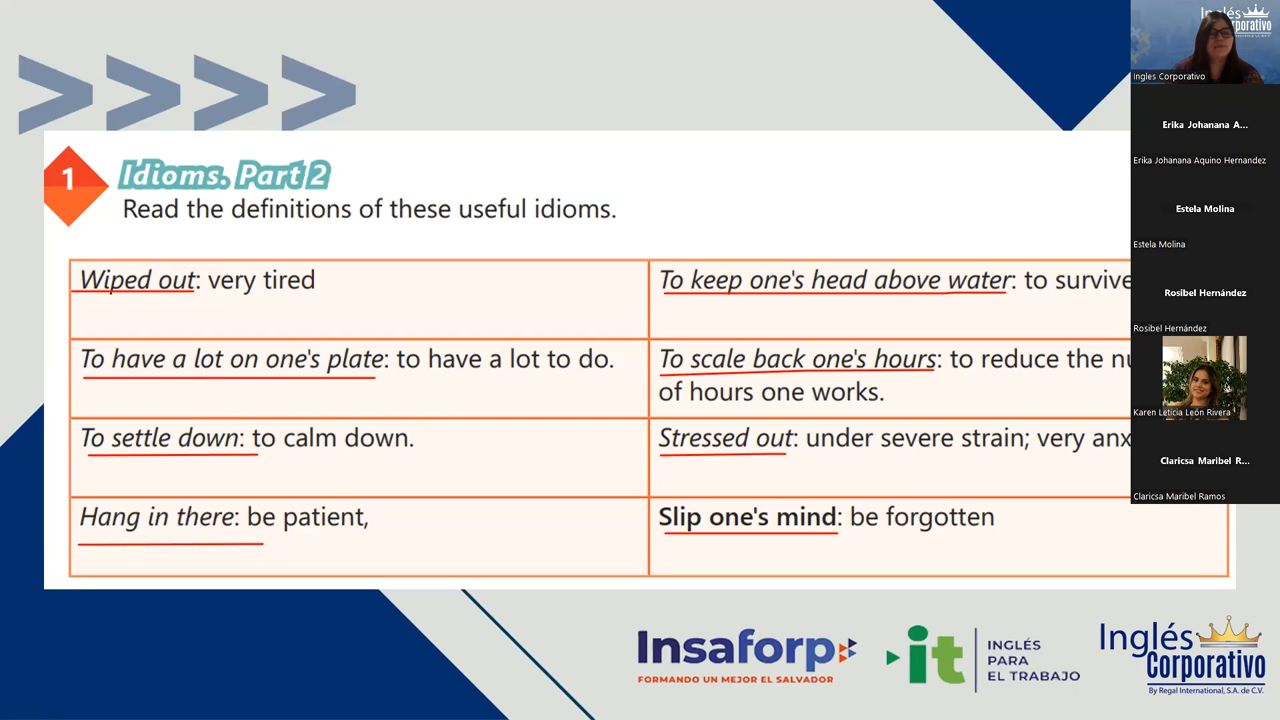 1
Idioms. Part 2
Read the definitions of these useful idioms.
Wiped out: very tired
To keep one's head above water: to survive
To have a lot on one's plate: to have a lot to do.
To scale back one's hours: to reduce the
of hours one works.
To settle down: to calm down.
Stressed out: under severe strain; very
Hang in there: be patient,
Slip one's mind: be forgotten
Insaforp
FORMANDO UN MEJOR EL SALVADOR
it
INGLÉS
PARA
EL TRABAJO
Inglés
Corporativo
By Regal International, S.A. de C.V.
Inglés
Corporativo
Ingles Corporativo
Erika Johanana A...
Erika Johanana Aquino Hernandez
Estela Molina
Estela Molina
Rosibel Hernández
Rosibel Hernández
Karen Leticia León Rivera
Claricsa Maribel R...
Claricsa Maribel Ramos